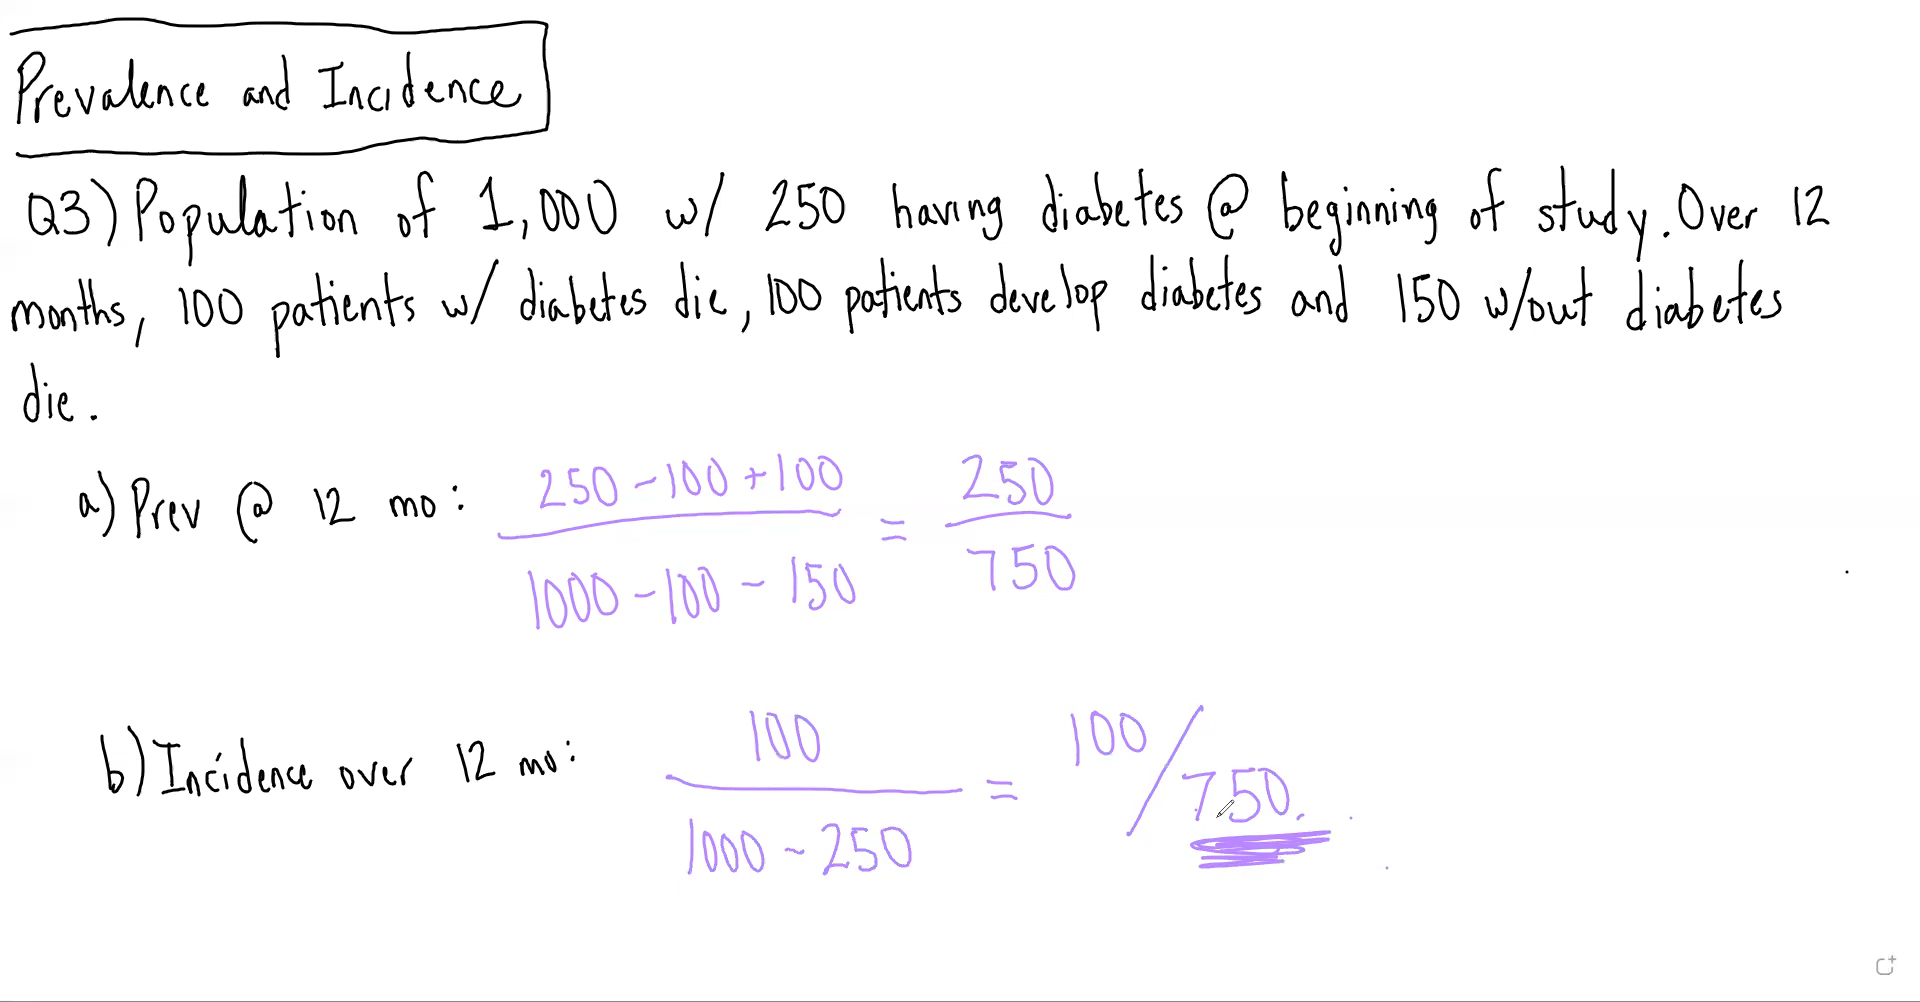 Prevalence and Incidence
Q3) Population of 1,000 w/ 250 having diabetes @ beginning of study. Over 12
months, 100 patients w/ diabetes die, 100 patients develop diabetes and 150 w/out diabetes
die.
a) Prev @ 12 mo: (250 - 100 + 100) / (1000 - 100 - 150) = 250 / 750
b) Incidence over 12 mo: 100 / (1000 - 250) = 100/750.